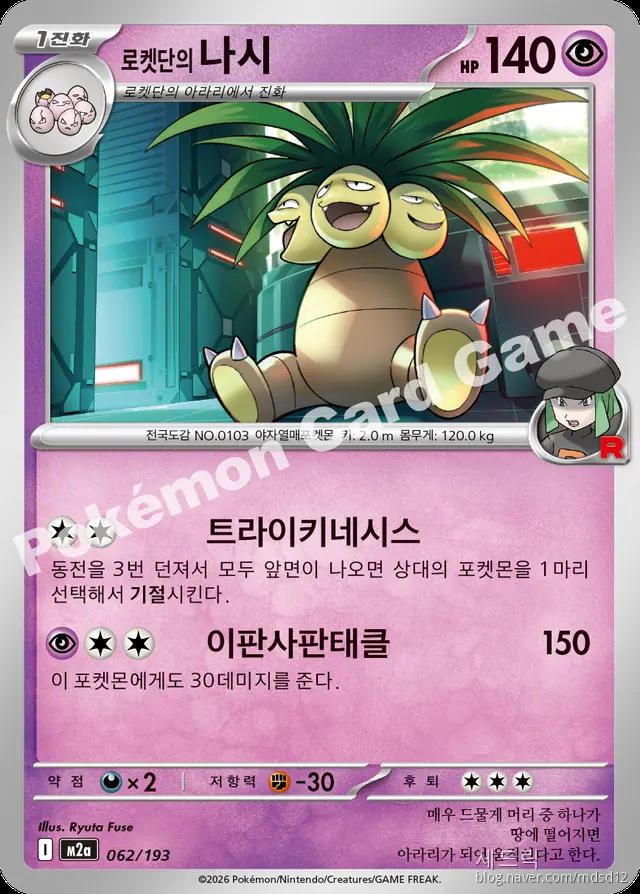 1진화
로켓단의 나시
HP 140
로켓단의 아라리에서 진화
전국도감 NO.0103 야자열매포켓몬 키: 2.0 m 몸무게: 120.0 kg
R
Pokémon Card Game
트라이키네시스
동전을 3번 던져서 모두 앞면이 나오면 상대의 포켓몬을 1마리
선택해서 기절시킨다.
이판사판태클 150
이 포켓몬에게도 30데미지를 준다.
약점 ×2 저항력 -30 후퇴
Illus. Ryuta Fuse
I m2a 062/193
매우 드물게 머리 중 하나가
땅에 떨어지면
아라리가 되어 울린다고 한다.
세드릭
blog.naver.com/mdsd12
©2026 Pokémon/Nintendo/Creatures/GAME FREAK.